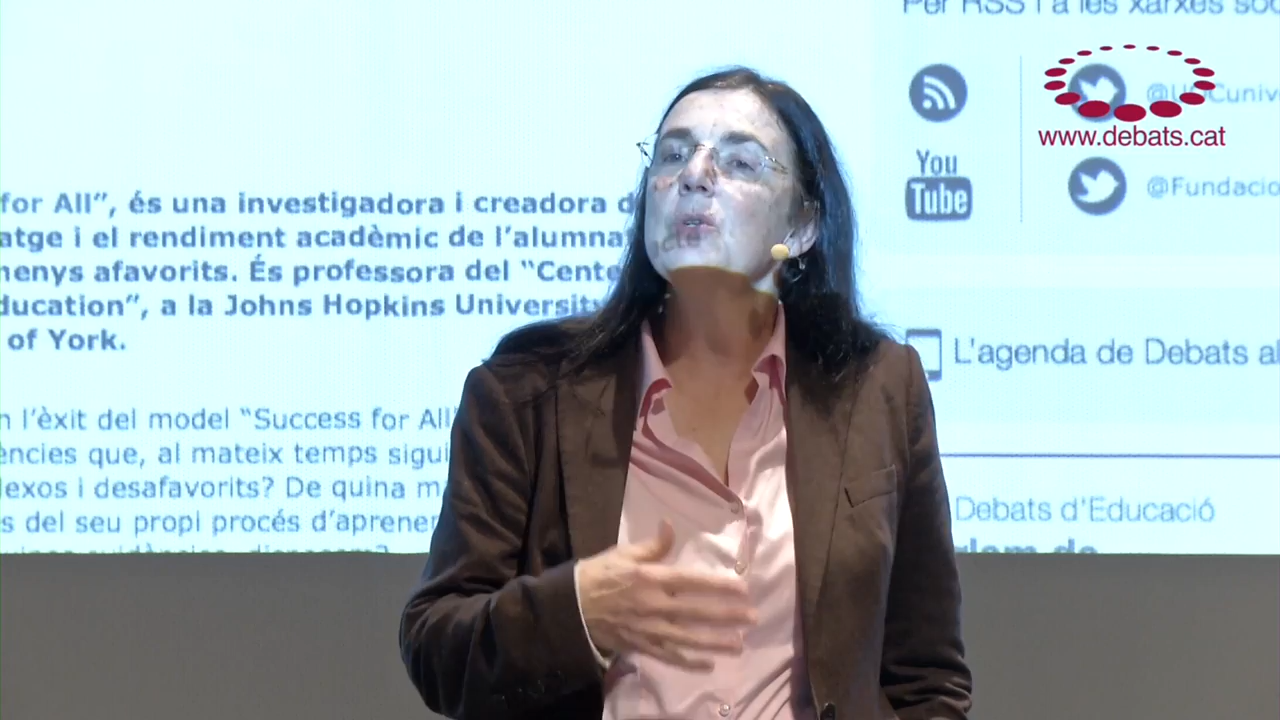 for All”, és una investigadora i creadora d
atge i el rendiment acadèmic de l’alumna
menys afavorits. És professora del “Cente
ducation”, a la Johns Hopkins University
of York.
n l’èxit del model “Success for All”
ències que, al mateix temps sigui
lexos i desafavorits? De quina m
s del seu propi procés d’aprenen
Per RSS i a les xarxes soc
www.debats.cat
You
Tube
@Fundacio
L'agenda de Debats al
Debats d'Educació